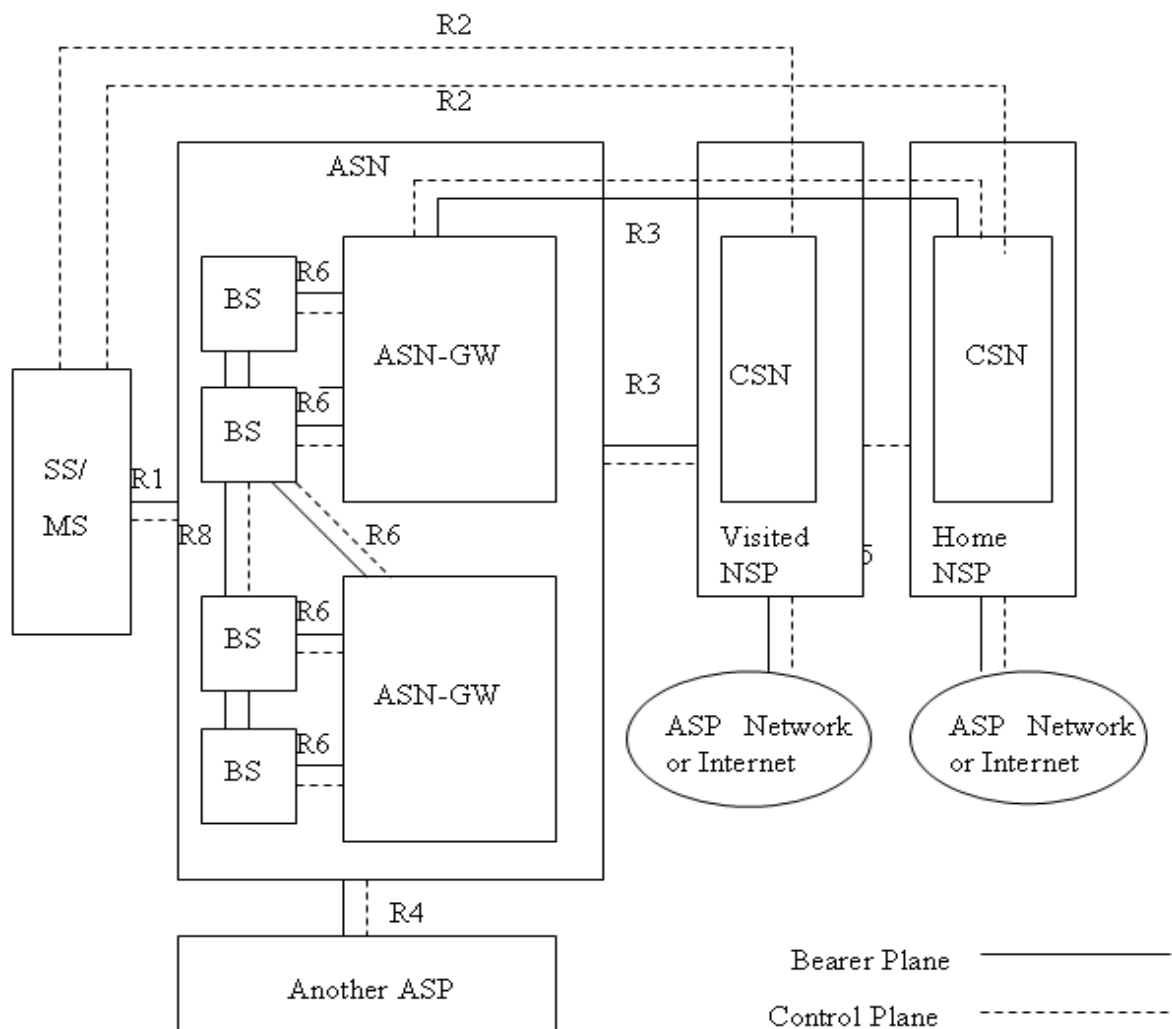 R2
R2
ASN
R3
R6
BS
ASN-GW
CSN
CSN
R3
R6
BS
SS/
MS
R1
R8
R6
Visited
NSP
5
Home
NSP
R6
BS
ASN-GW
ASP Network
or Internet
ASP Network
or Internet
R6
BS
R4
Another ASP
Bearer Plane
Control Plane